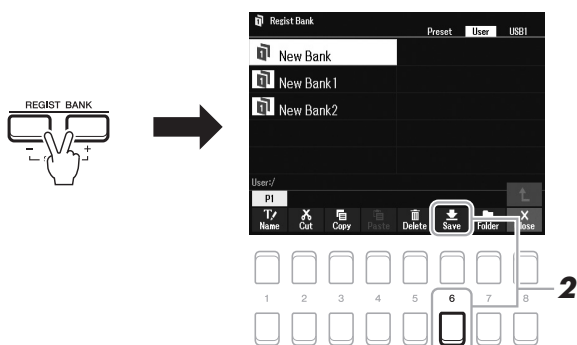 Regist Bank
Preset User USB1
New Bank
New Bank1
New Bank2
REGIST BANK
- +
User:/
P1
Name Cut Copy Paste Delete Save Folder Close
2
1 2 3 4 5 6 7 8